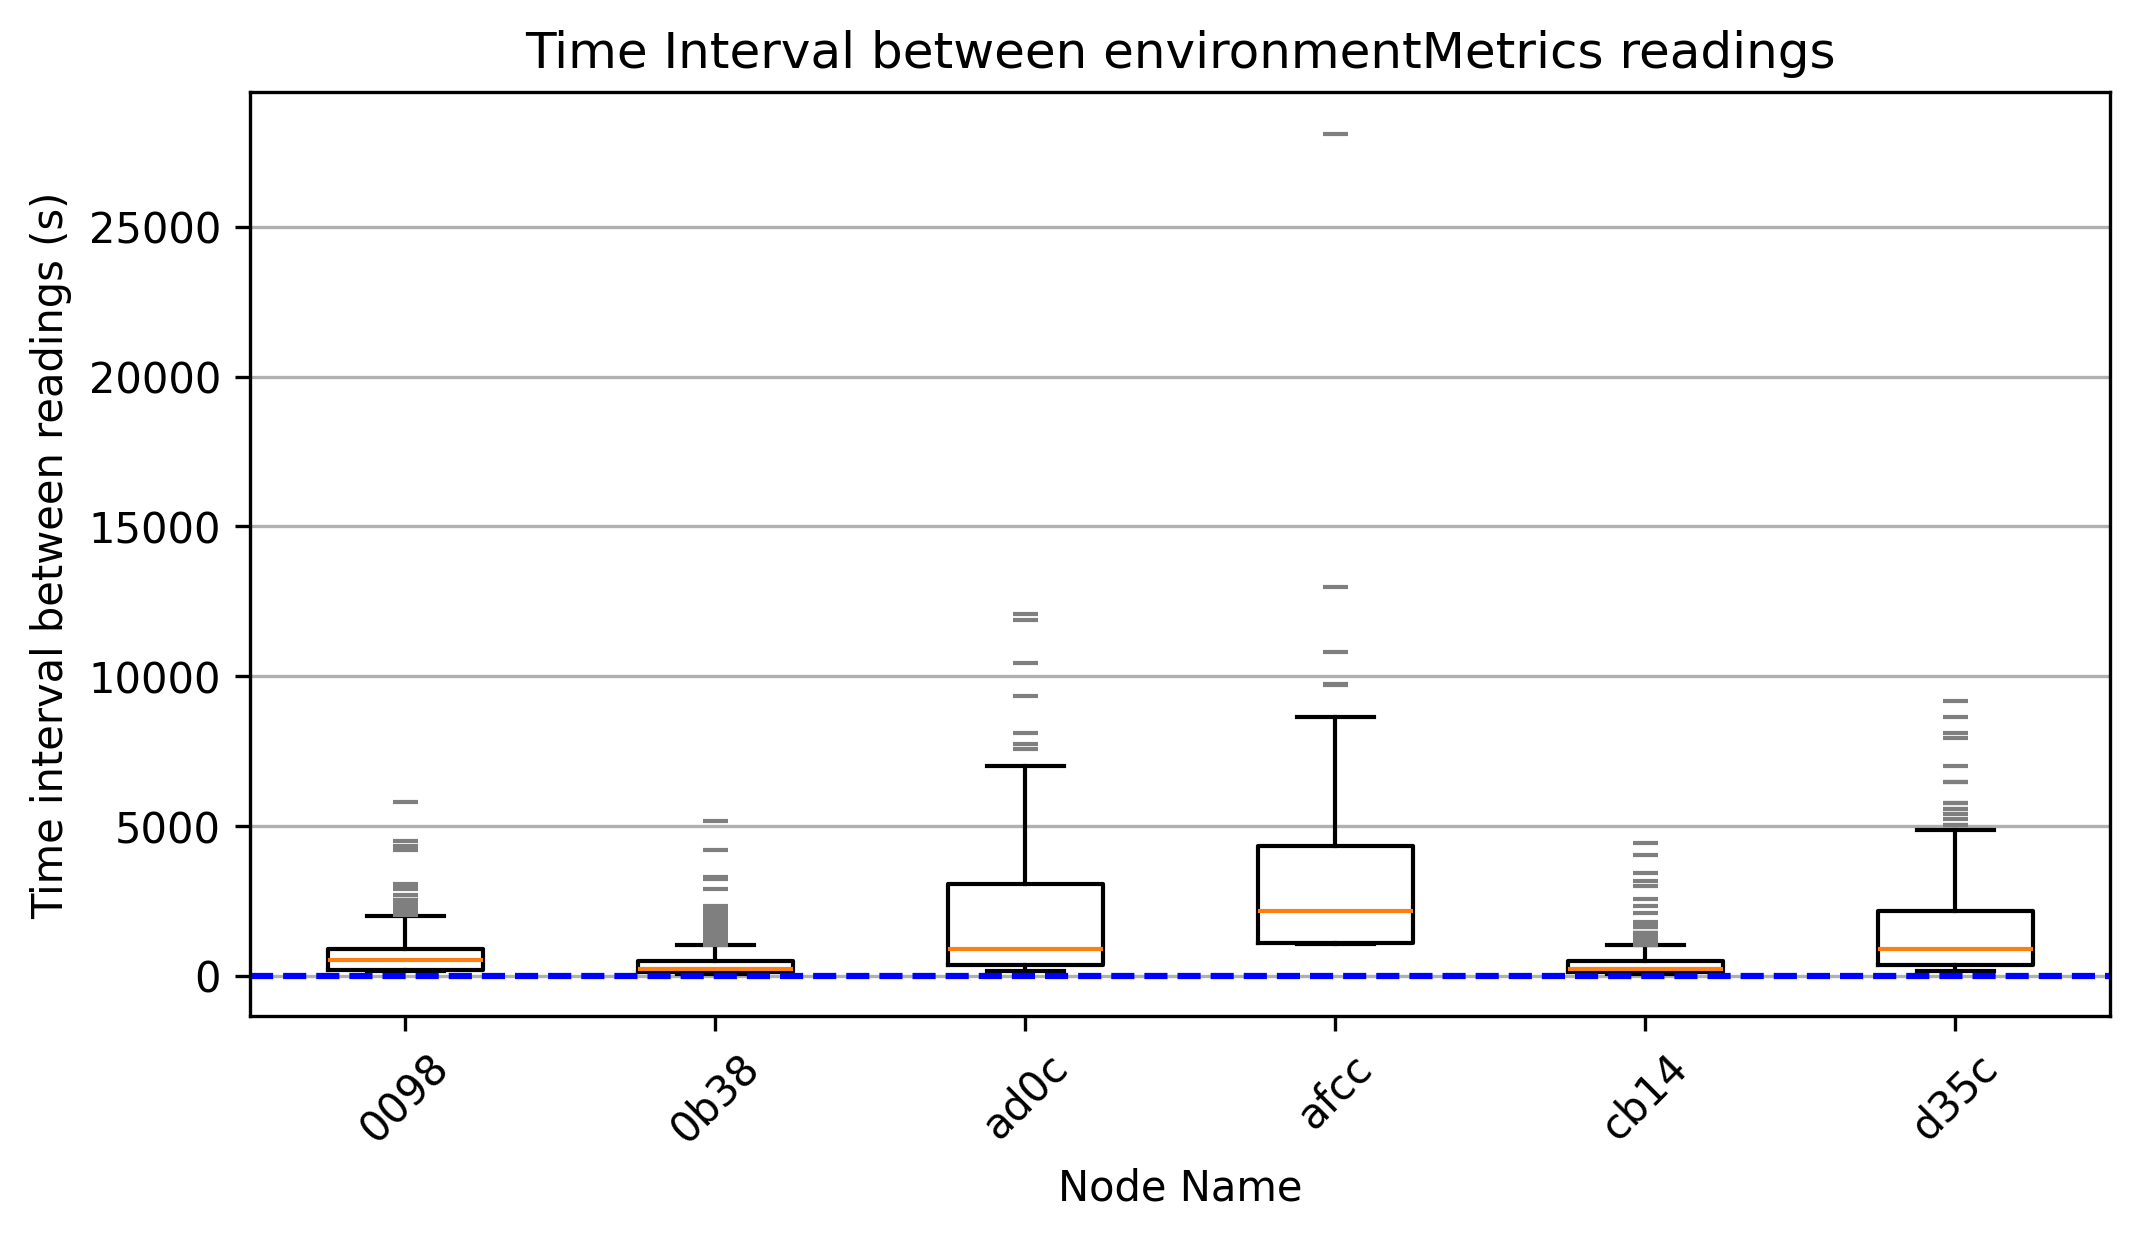 Time Interval between environmentMetrics readings
Time interval between readings (s)
25000
20000
15000
10000
5000
0
0098
0b38
ad0c
afcc
cb14
d35c
Node Name